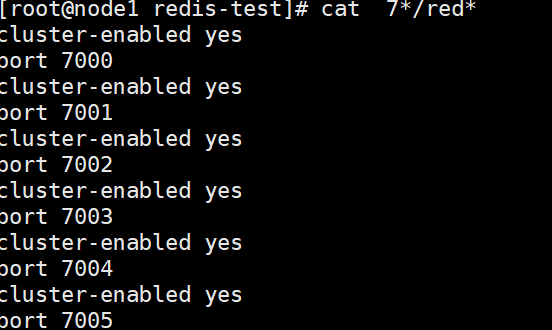 [root@node1 redis-test]# cat  7*/red*
cluster-enabled yes
port 7000
cluster-enabled yes
port 7001
cluster-enabled yes
port 7002
cluster-enabled yes
port 7003
cluster-enabled yes
port 7004
cluster-enabled yes
port 7005